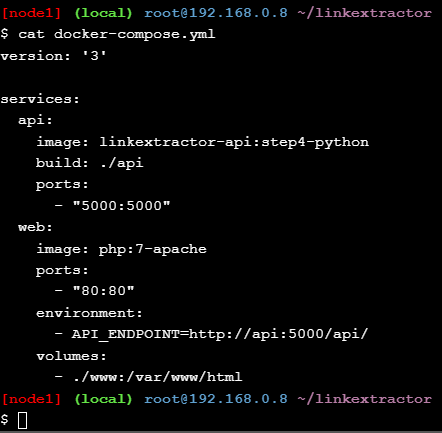 [node1] (local) root@192.168.0.8 ~/linkextractor
$ cat docker-compose.yml
version: '3'

services:
  api:
    image: linkextractor-api:step4-python
    build: ./api
    ports:
      - "5000:5000"
  web:
    image: php:7-apache
    ports:
      - "80:80"
    environment:
      - API_ENDPOINT=http://api:5000/api/
    volumes:
      - ./www:/var/www/html
[node1] (local) root@192.168.0.8 ~/linkextractor
$